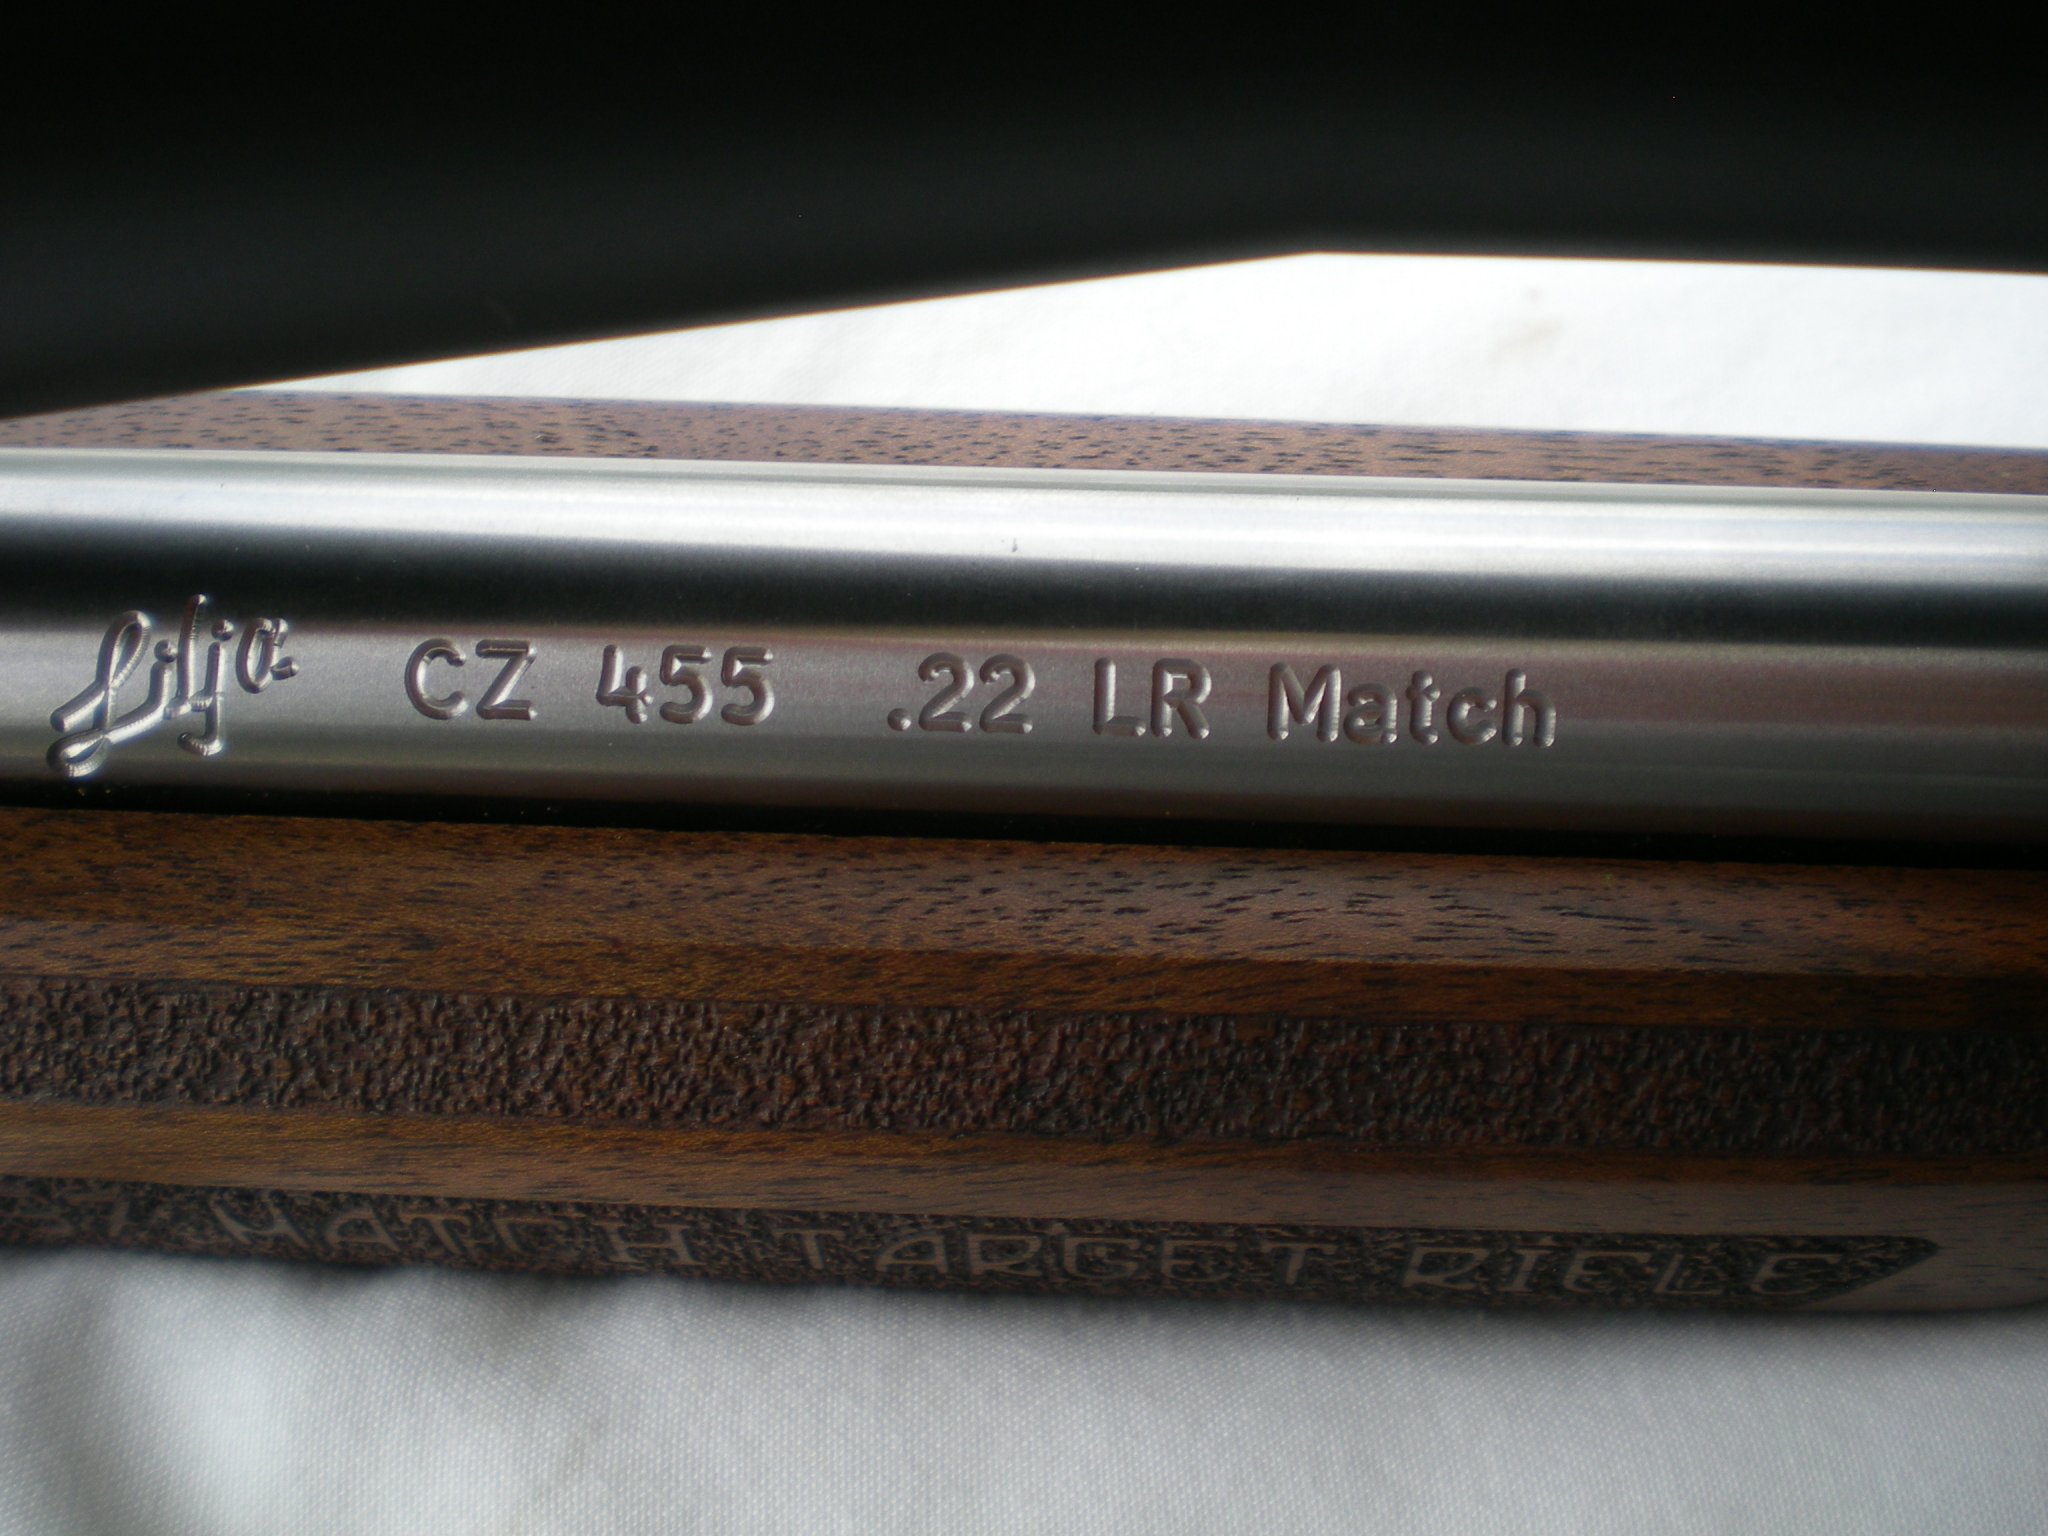 Lilja CZ 455 .22 LR Match
MATCH TARGET RIFLE